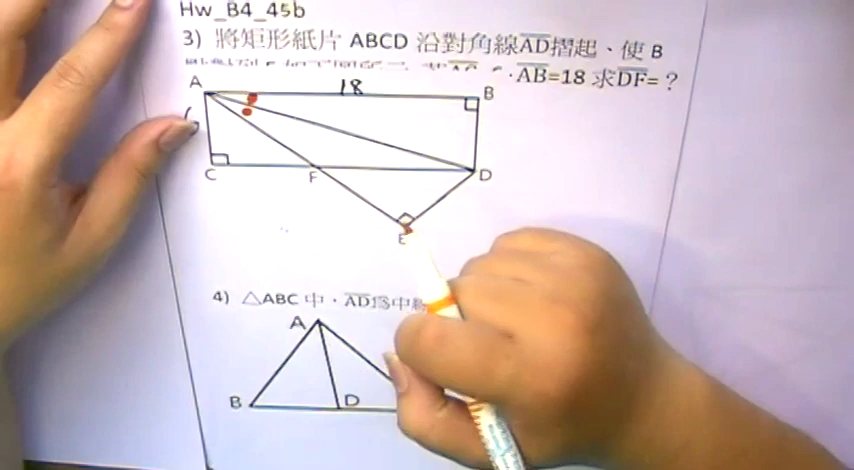 Hw_B4_45b
3) 將矩形紙片 ABCD 沿對角線AD摺起、使 B
AB=18 求DF=？
18
A
B
6
C
F
D
E
4) △ABC 中，AD為中
A
B
D